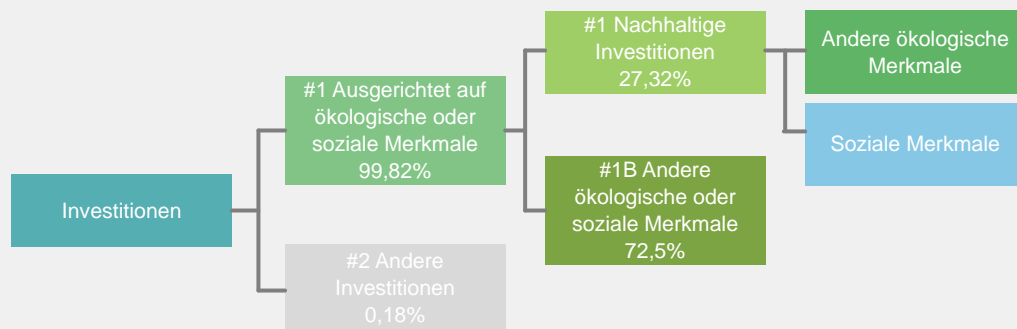 Investitionen
#1 Ausgerichtet auf
ökologische oder
soziale Merkmale
99,82%
#2 Andere
Investitionen
0,18%
#1 Nachhaltige
Investitionen
27,32%
#1B Andere
ökologische oder
soziale Merkmale
72,5%
Andere ökologische
Merkmale
Soziale Merkmale